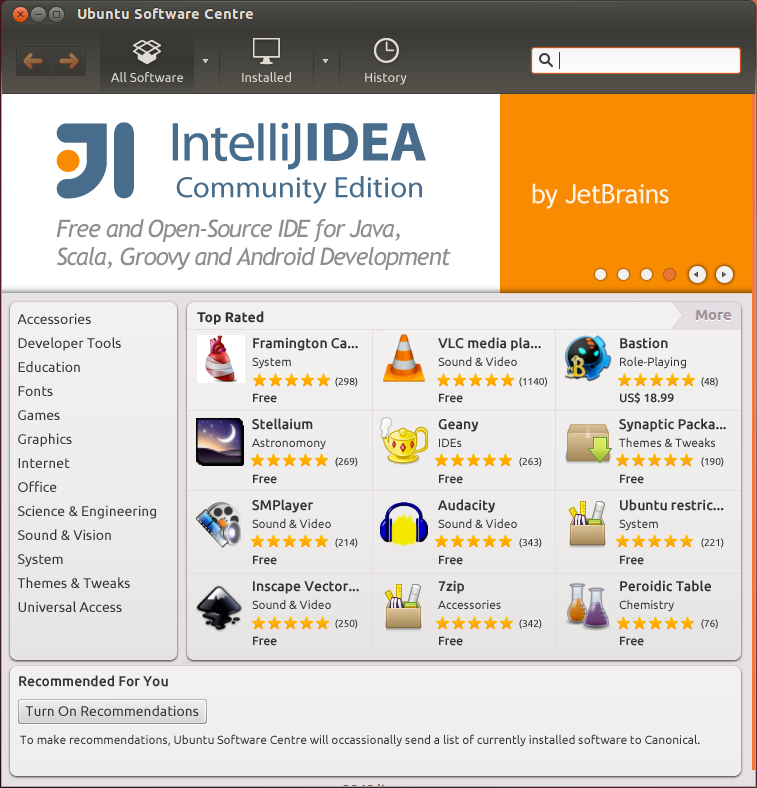 Ubuntu Software Centre
All Software
Installed
History
IntelliJIDEA
Community Edition
Free and Open-Source IDE for Java,
Scala, Groovy and Android Development
by JetBrains
Accessories
Developer Tools
Education
Fonts
Games
Graphics
Internet
Office
Science & Engineering
Sound & Vision
System
Themes & Tweaks
Universal Access
Top Rated
More
Framington Ca...
System
(298)
Free
VLC media pla...
Sound & Video
(1140)
Free
Bastion
Role-Playing
(48)
US$ 18.99
Stellaium
Astronomony
(269)
Free
Geany
IDEs
(263)
Free
Synaptic Packa...
Themes & Tweaks
(190)
Free
SMPlayer
Sound & Video
(214)
Free
Audacity
Sound & Video
(343)
Free
Ubuntu restric...
System
(221)
Free
Inscape Vector...
Sound & Video
(250)
Free
7zip
Accessories
(342)
Free
Peroidic Table
Chemistry
(76)
Free
Recommended For You
Turn On Recommendations
To make recommendations, Ubuntu Software Centre will occassionally send a list of currently installed software to Canonical.